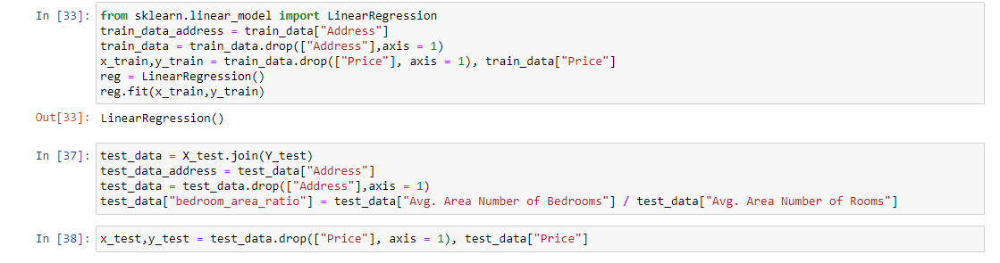 In [33]: from sklearn.linear_model import LinearRegression
train_data_address = train_data["Address"]
train_data = train_data.drop(["Address"],axis = 1)
x_train,y_train = train_data.drop(["Price"], axis = 1), train_data["Price"]
reg = LinearRegression()
reg.fit(x_train,y_train)
Out[33]: LinearRegression()
In [37]: test_data = X_test.join(Y_test)
test_data_address = test_data["Address"]
test_data = test_data.drop(["Address"],axis = 1)
test_data["bedroom_area_ratio"] = test_data["Avg. Area Number of Bedrooms"] / test_data["Avg. Area Number of Rooms"]
In [38]: x_test,y_test = test_data.drop(["Price"], axis = 1), test_data["Price"]